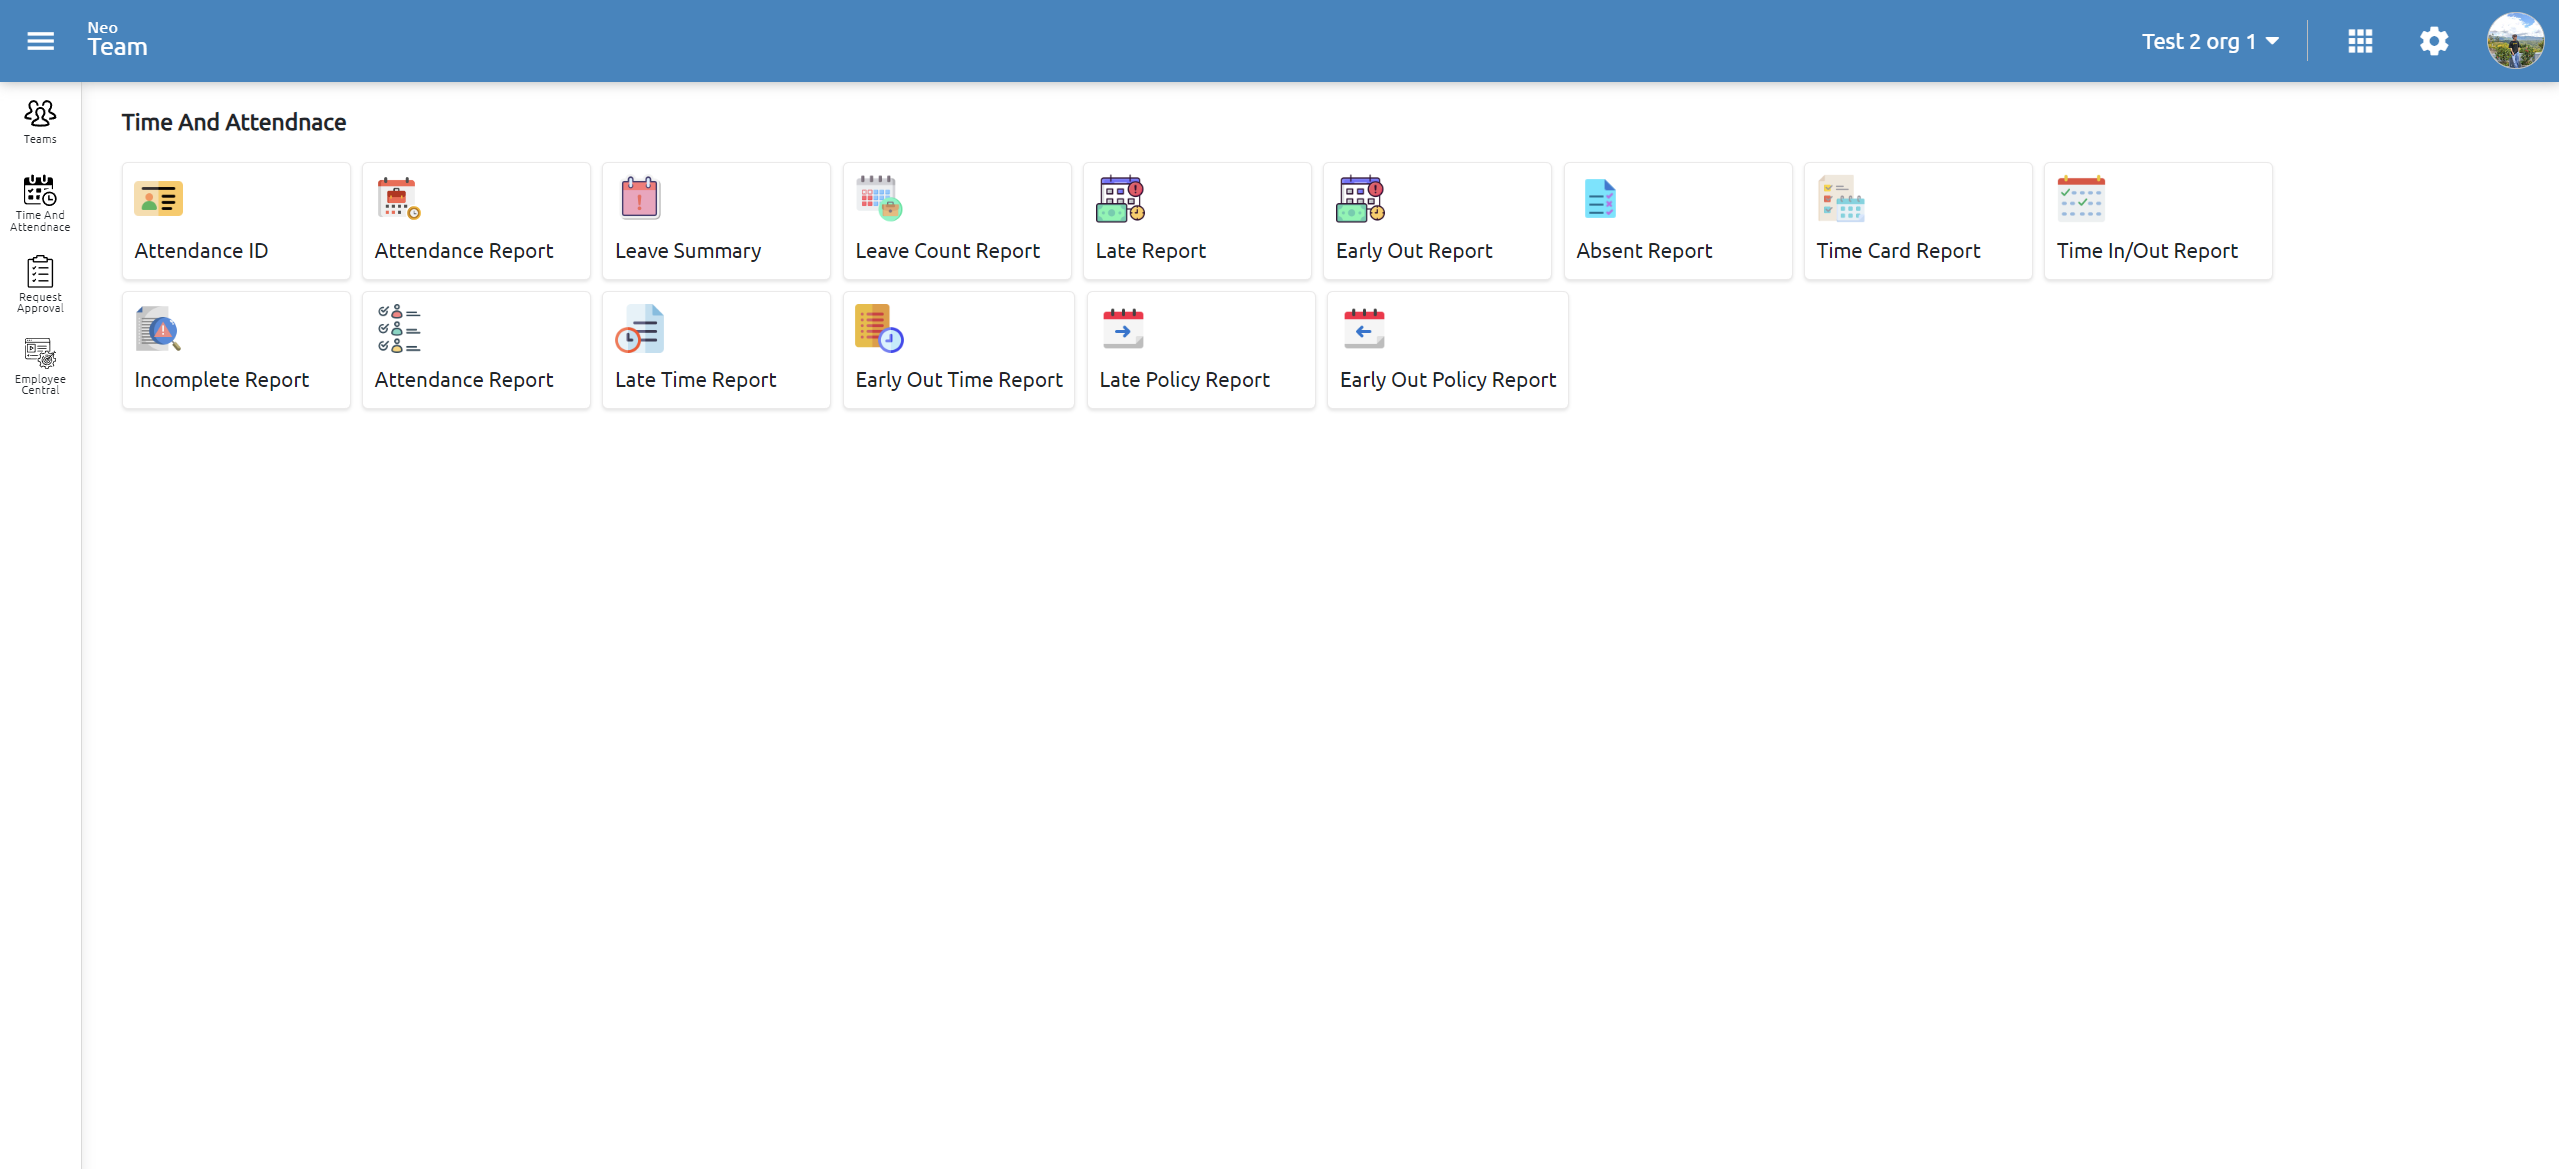 Neo
Team
Test 2 org 1
Teams
Time And
Attendnace
Request
Approval
Employee
Central
Time And Attendnace
Attendance ID
Attendance Report
Leave Summary
Leave Count Report
Late Report
Early Out Report
Absent Report
Time Card Report
Time In/Out Report
Incomplete Report
Attendance Report
Late Time Report
Early Out Time Report
Late Policy Report
Early Out Policy Report